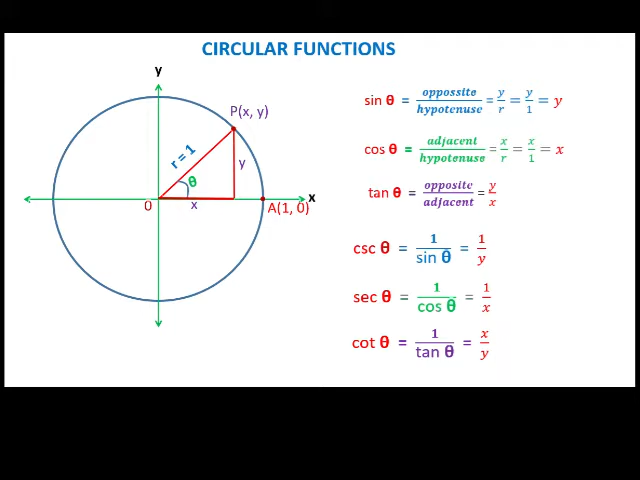 CIRCULAR FUNCTIONS
y
P(x, y)
r = 1
y
θ
x
0
x
A(1, 0)
sin θ = oppossite/hypotenuse = y/r = y/1 = y
cos θ = adjacent/hypotenuse = x/r = x/1 = x
tan θ = opposite/adjacent = y/x
csc θ = 1/sin θ = 1/y
sec θ = 1/cos θ = 1/x
cot θ = 1/tan θ = x/y